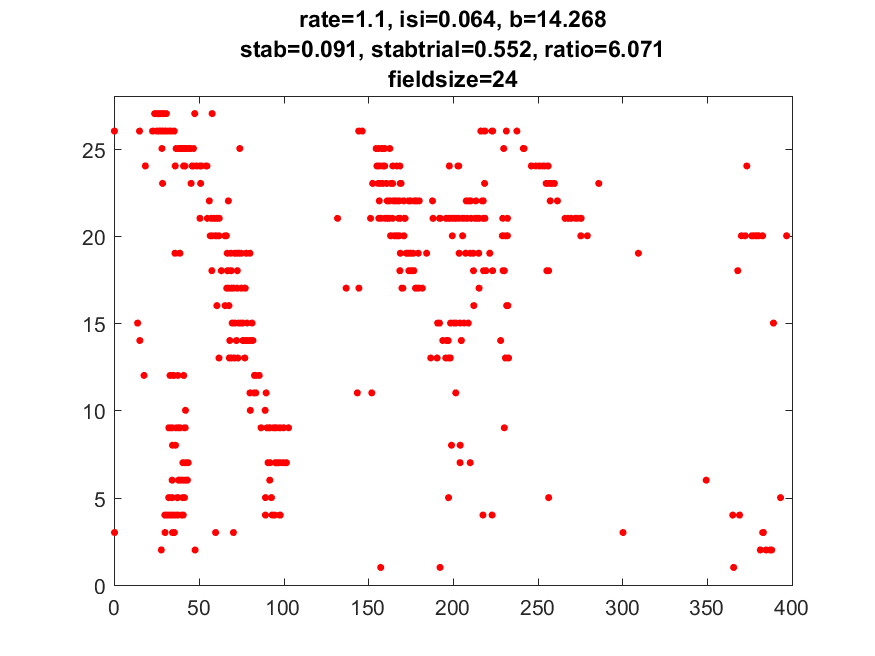 rate=1.1, isi=0.064, b=14.268
stab=0.091, stabtrial=0.552, ratio=6.071
fieldsize=24
25
20
15
10
5
0
0 50 100 150 200 250 300 350 400